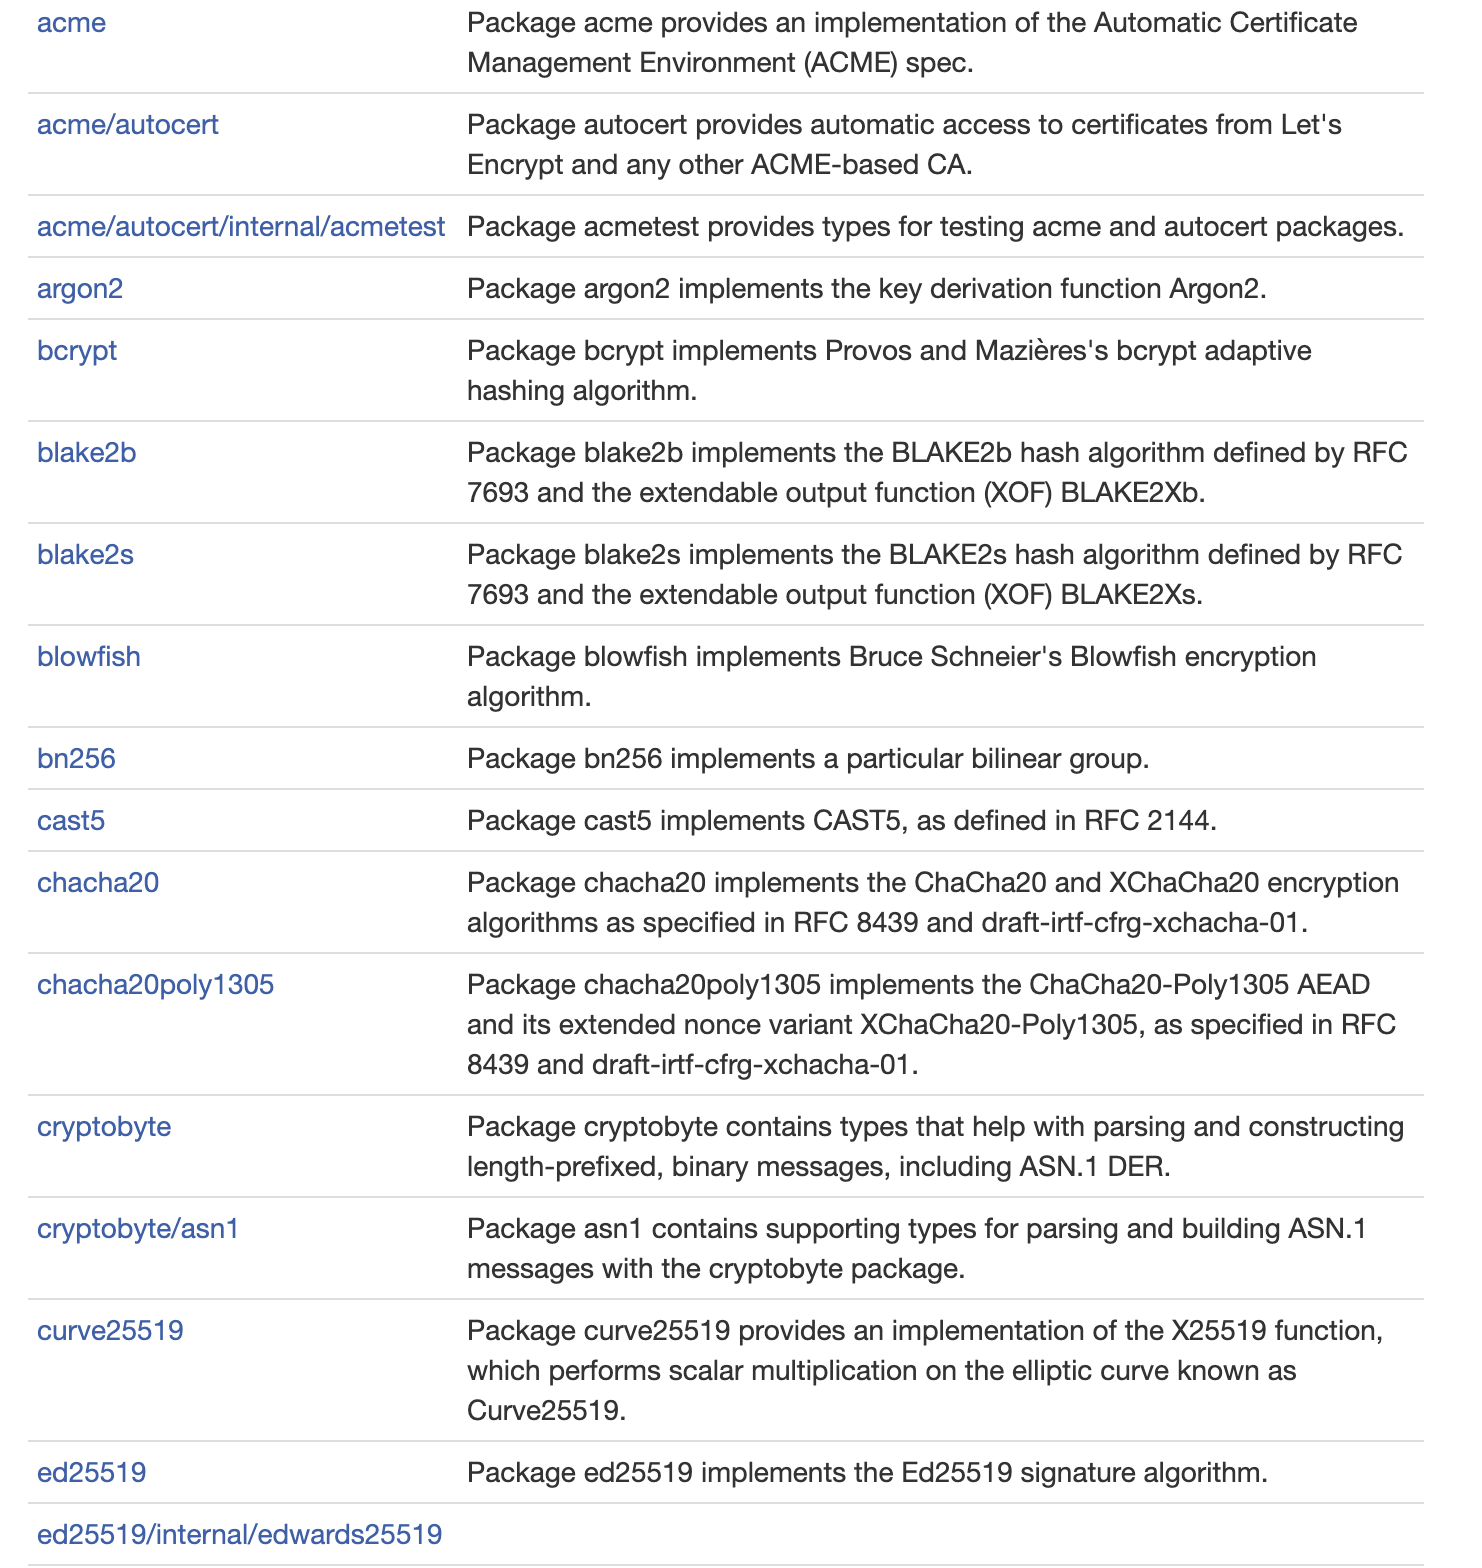 acme Package acme provides an implementation of the Automatic Certificate
Management Environment (ACME) spec.
acme/autocert Package autocert provides automatic access to certificates from Let's
Encrypt and any other ACME-based CA.
acme/autocert/internal/acmetest Package acmetest provides types for testing acme and autocert packages.
argon2 Package argon2 implements the key derivation function Argon2.
bcrypt Package bcrypt implements Provos and Mazières's bcrypt adaptive
hashing algorithm.
blake2b Package blake2b implements the BLAKE2b hash algorithm defined by RFC
7693 and the extendable output function (XOF) BLAKE2Xb.
blake2s Package blake2s implements the BLAKE2s hash algorithm defined by RFC
7693 and the extendable output function (XOF) BLAKE2Xs.
blowfish Package blowfish implements Bruce Schneier's Blowfish encryption
algorithm.
bn256 Package bn256 implements a particular bilinear group.
cast5 Package cast5 implements CAST5, as defined in RFC 2144.
chacha20 Package chacha20 implements the ChaCha20 and XChaCha20 encryption
algorithms as specified in RFC 8439 and draft-irtf-cfrg-xchacha-01.
chacha20poly1305 Package chacha20poly1305 implements the ChaCha20-Poly1305 AEAD
and its extended nonce variant XChaCha20-Poly1305, as specified in RFC
8439 and draft-irtf-cfrg-xchacha-01.
cryptobyte Package cryptobyte contains types that help with parsing and constructing
length-prefixed, binary messages, including ASN.1 DER.
cryptobyte/asn1 Package asn1 contains supporting types for parsing and building ASN.1
messages with the cryptobyte package.
curve25519 Package curve25519 provides an implementation of the X25519 function,
which performs scalar multiplication on the elliptic curve known as
Curve25519.
ed25519 Package ed25519 implements the Ed25519 signature algorithm.
ed25519/internal/edwards25519